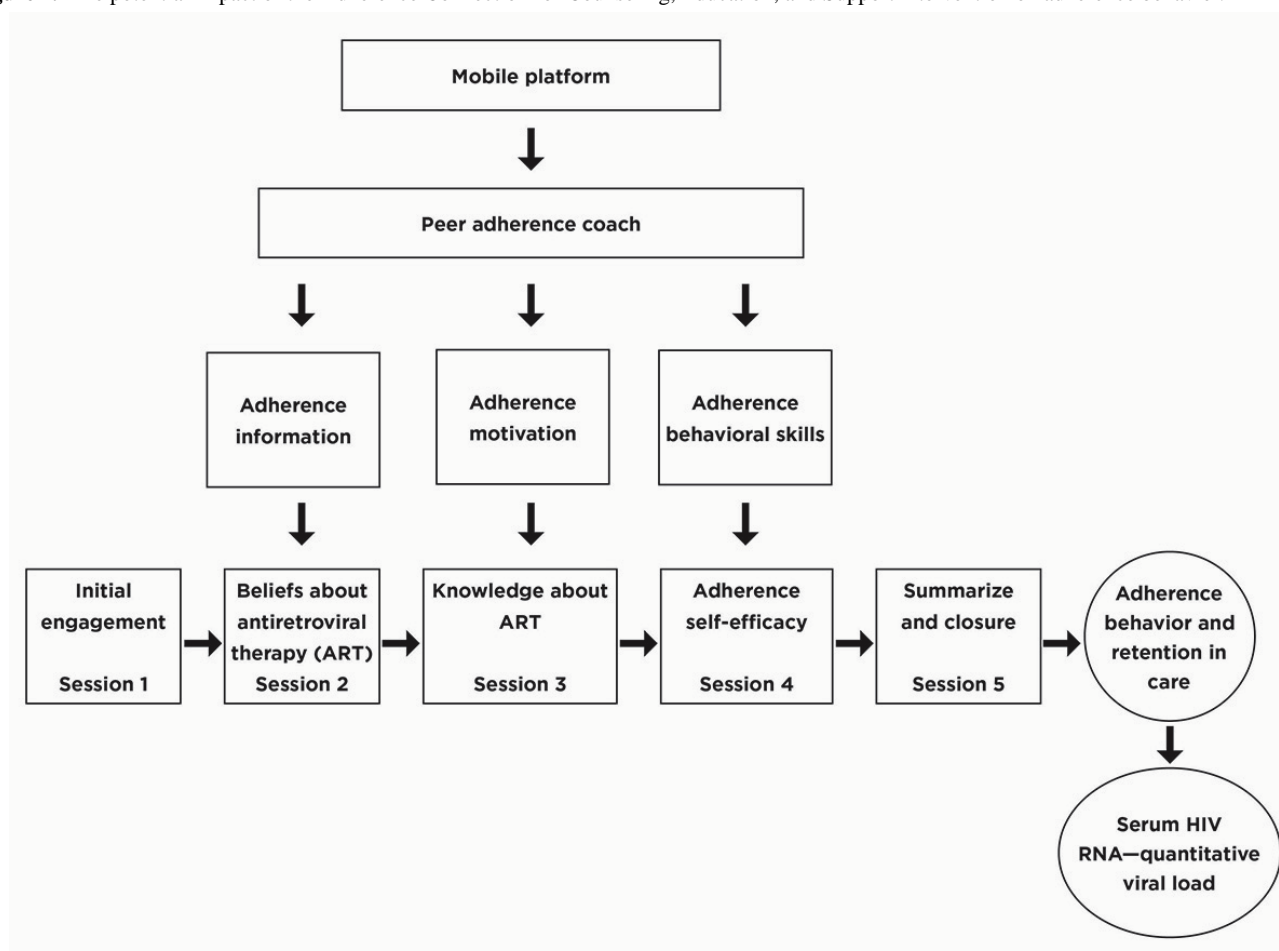 Mobile platform
Peer adherence coach
Adherence
information
Adherence
motivation
Adherence
behavioral skills
Initial
engagement
Session 1
Beliefs about
antiretroviral
therapy (ART)
Session 2
Knowledge about
ART
Session 3
Adherence
self-efficacy
Session 4
Summarize
and closure
Session 5
Adherence
behavior and
retention in
care
Serum HIV
RNA—quantitative
viral load